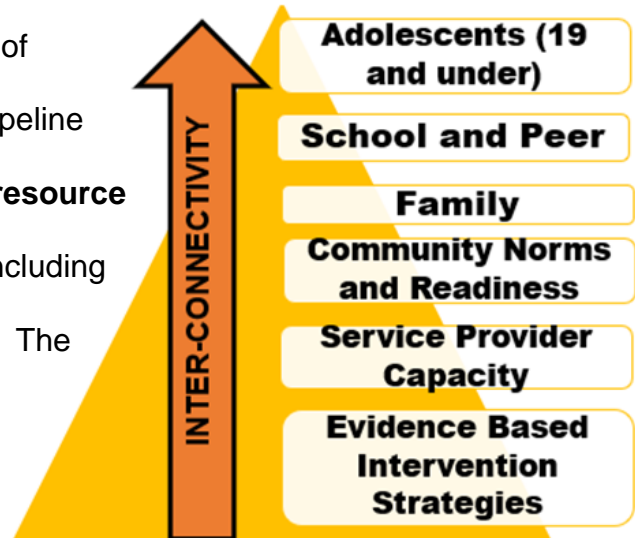 of
peline
resource
ncluding
The
INTER-CONNECTIVITY
Adolescents (19
and under)
School and Peer
Family
Community Norms
and Readiness
Service Provider
Capacity
Evidence Based
Intervention
Strategies